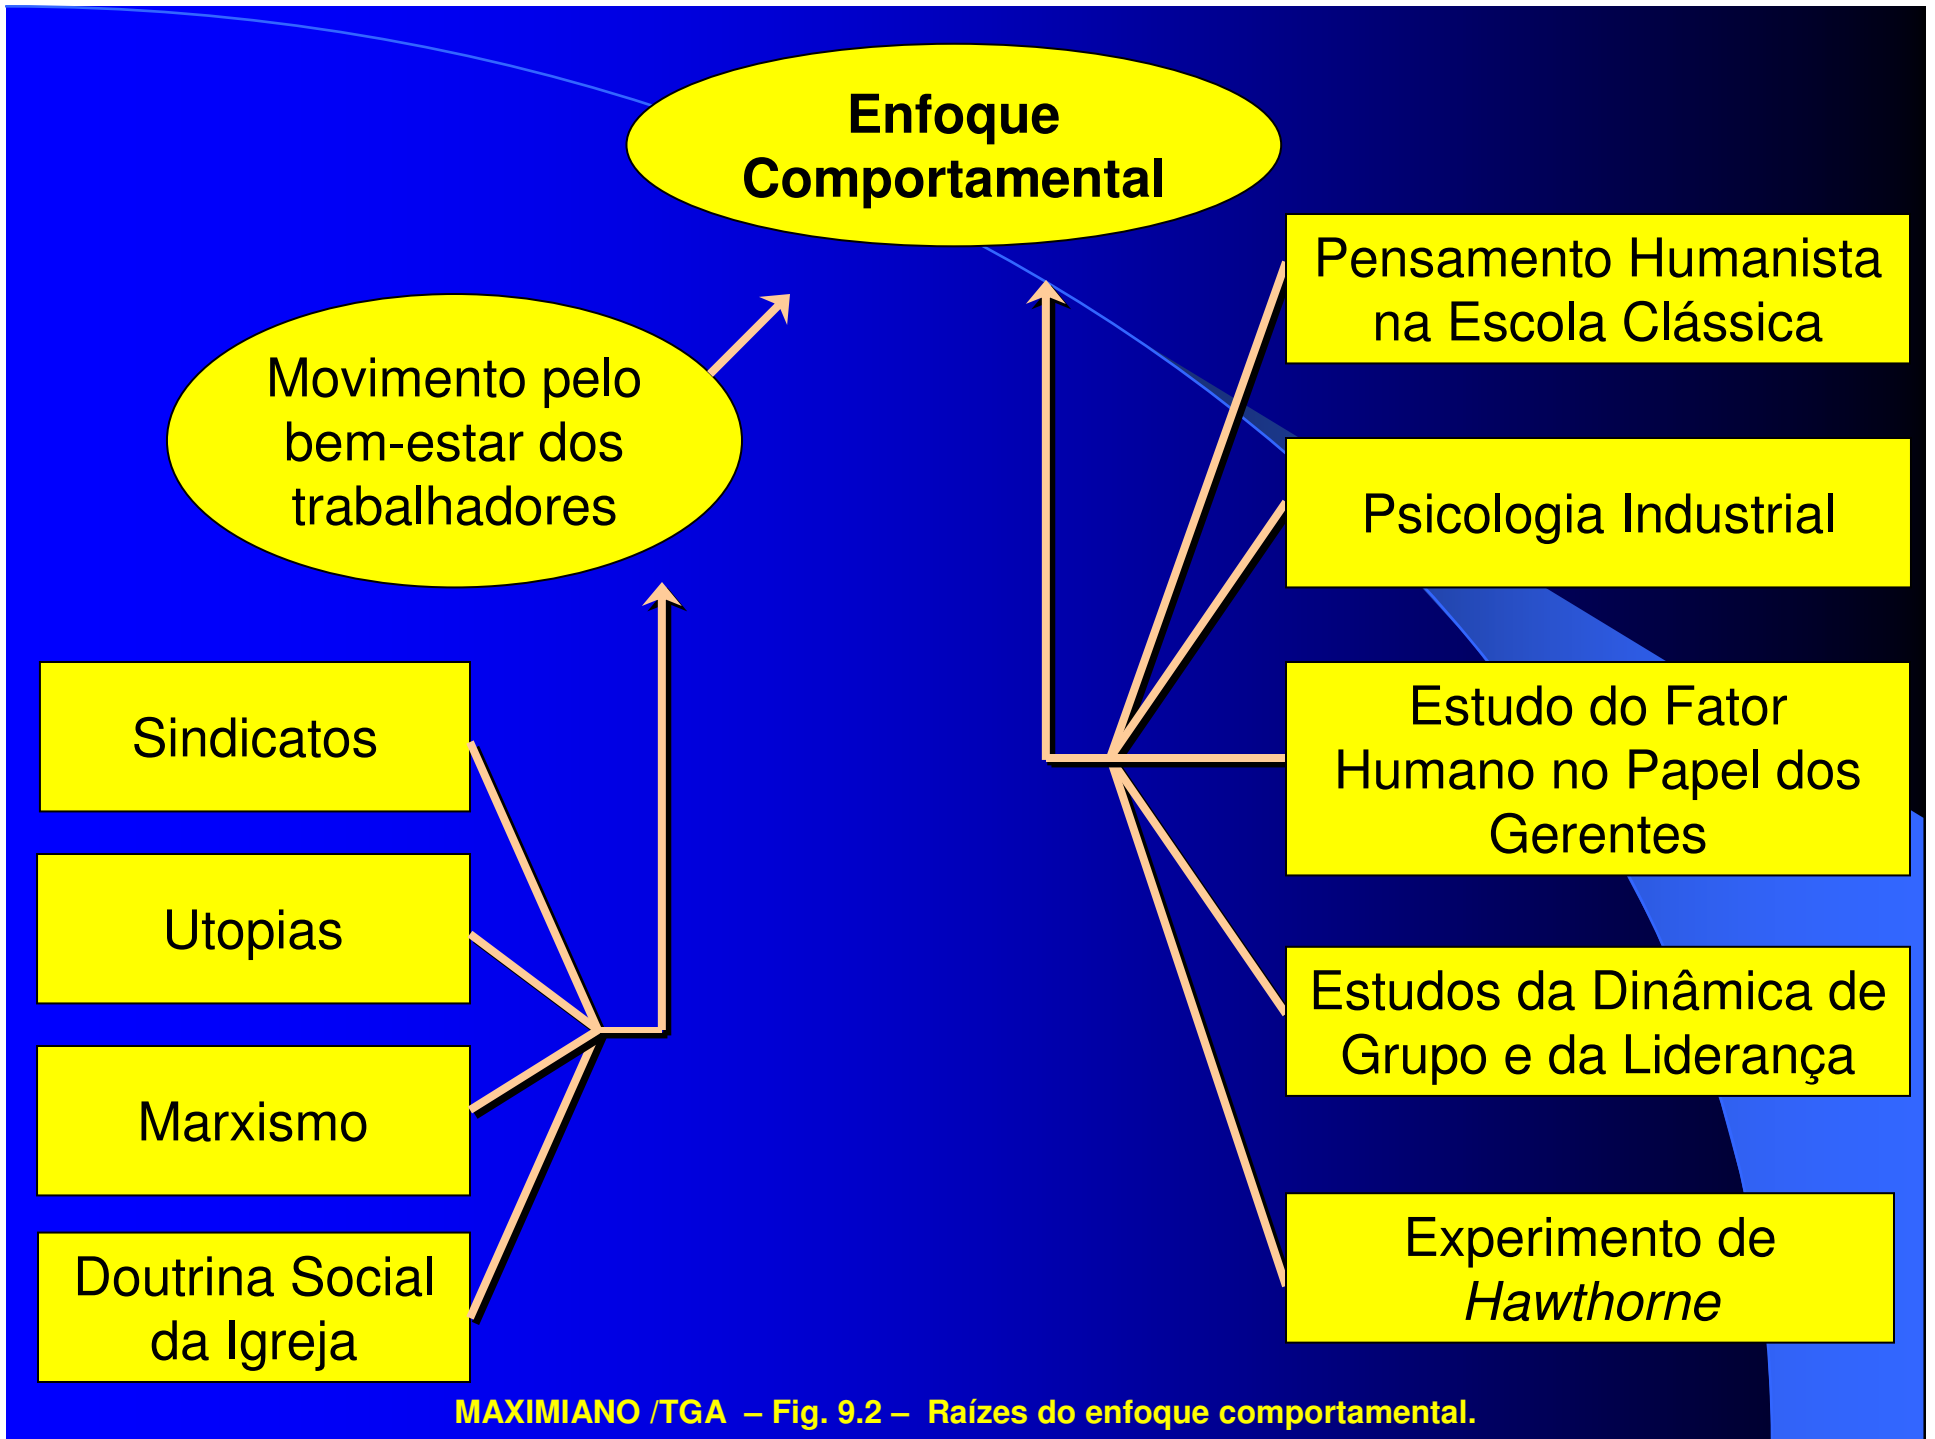 Enfoque
Comportamental
Movimento pelo
bem-estar dos
trabalhadores
Sindicatos
Utopias
Marxismo
Doutrina Social
da Igreja
Pensamento Humanista
na Escola Clássica
Psicologia Industrial
Estudo do Fator
Humano no Papel dos
Gerentes
Estudos da Dinâmica de
Grupo e da Liderança
Experimento de
Hawthorne
MAXIMIANO /TGA – Fig. 9.2 – Raízes do enfoque comportamental.